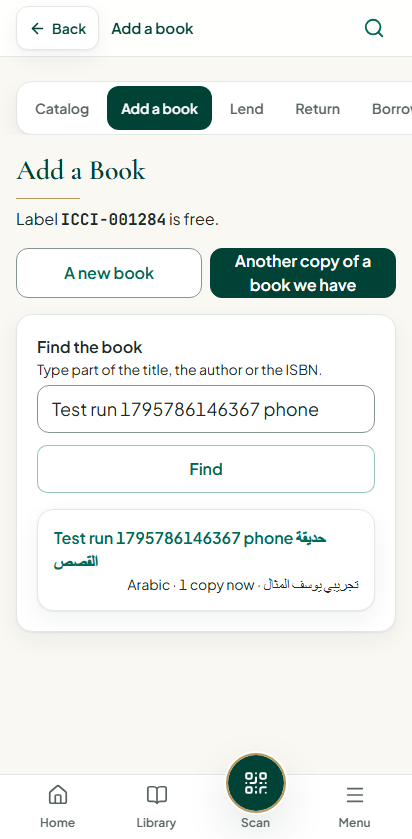 Back
Add a book
Catalog
Add a book
Lend
Return
Borrow
Add a Book
Label ICCI-001284 is free.
A new book
Another copy of a
book we have
Find the book
Type part of the title, the author or the ISBN.
Test run 1795786146367 phone
Find
Test run 1795786146367 phone حديقة
القصص
تجريبي يوسف المثال · Arabic · 1 copy now
Home
Library
Scan
Menu